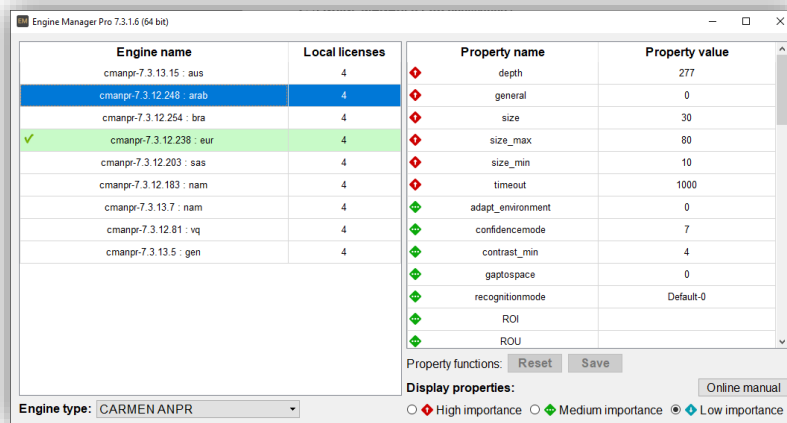 EM Engine Manager Pro 7.3.1.6 (64 bit)
Engine name Local licenses
cmanpr-7.3.13.15 : aus 4
cmanpr-7.3.12.248 : arab 4
cmanpr-7.3.12.254 : bra 4
cmanpr-7.3.12.238 : eur 4
cmanpr-7.3.12.203 : sas 4
cmanpr-7.3.12.183 : nam 4
cmanpr-7.3.13.7 : nam 4
cmanpr-7.3.12.81 : vq 4
cmanpr-7.3.13.5 : gen 4
Engine type: CARMEN ANPR
Property name Property value
depth 277
general 0
size 30
size_max 80
size_min 10
timeout 1000
adapt_environment 0
confidencemode 7
contrast_min 4
gaptospace 0
recognitionmode Default-0
ROI
ROU
Property functions: Reset Save
Display properties: Online manual
High importance Medium importance Low importance